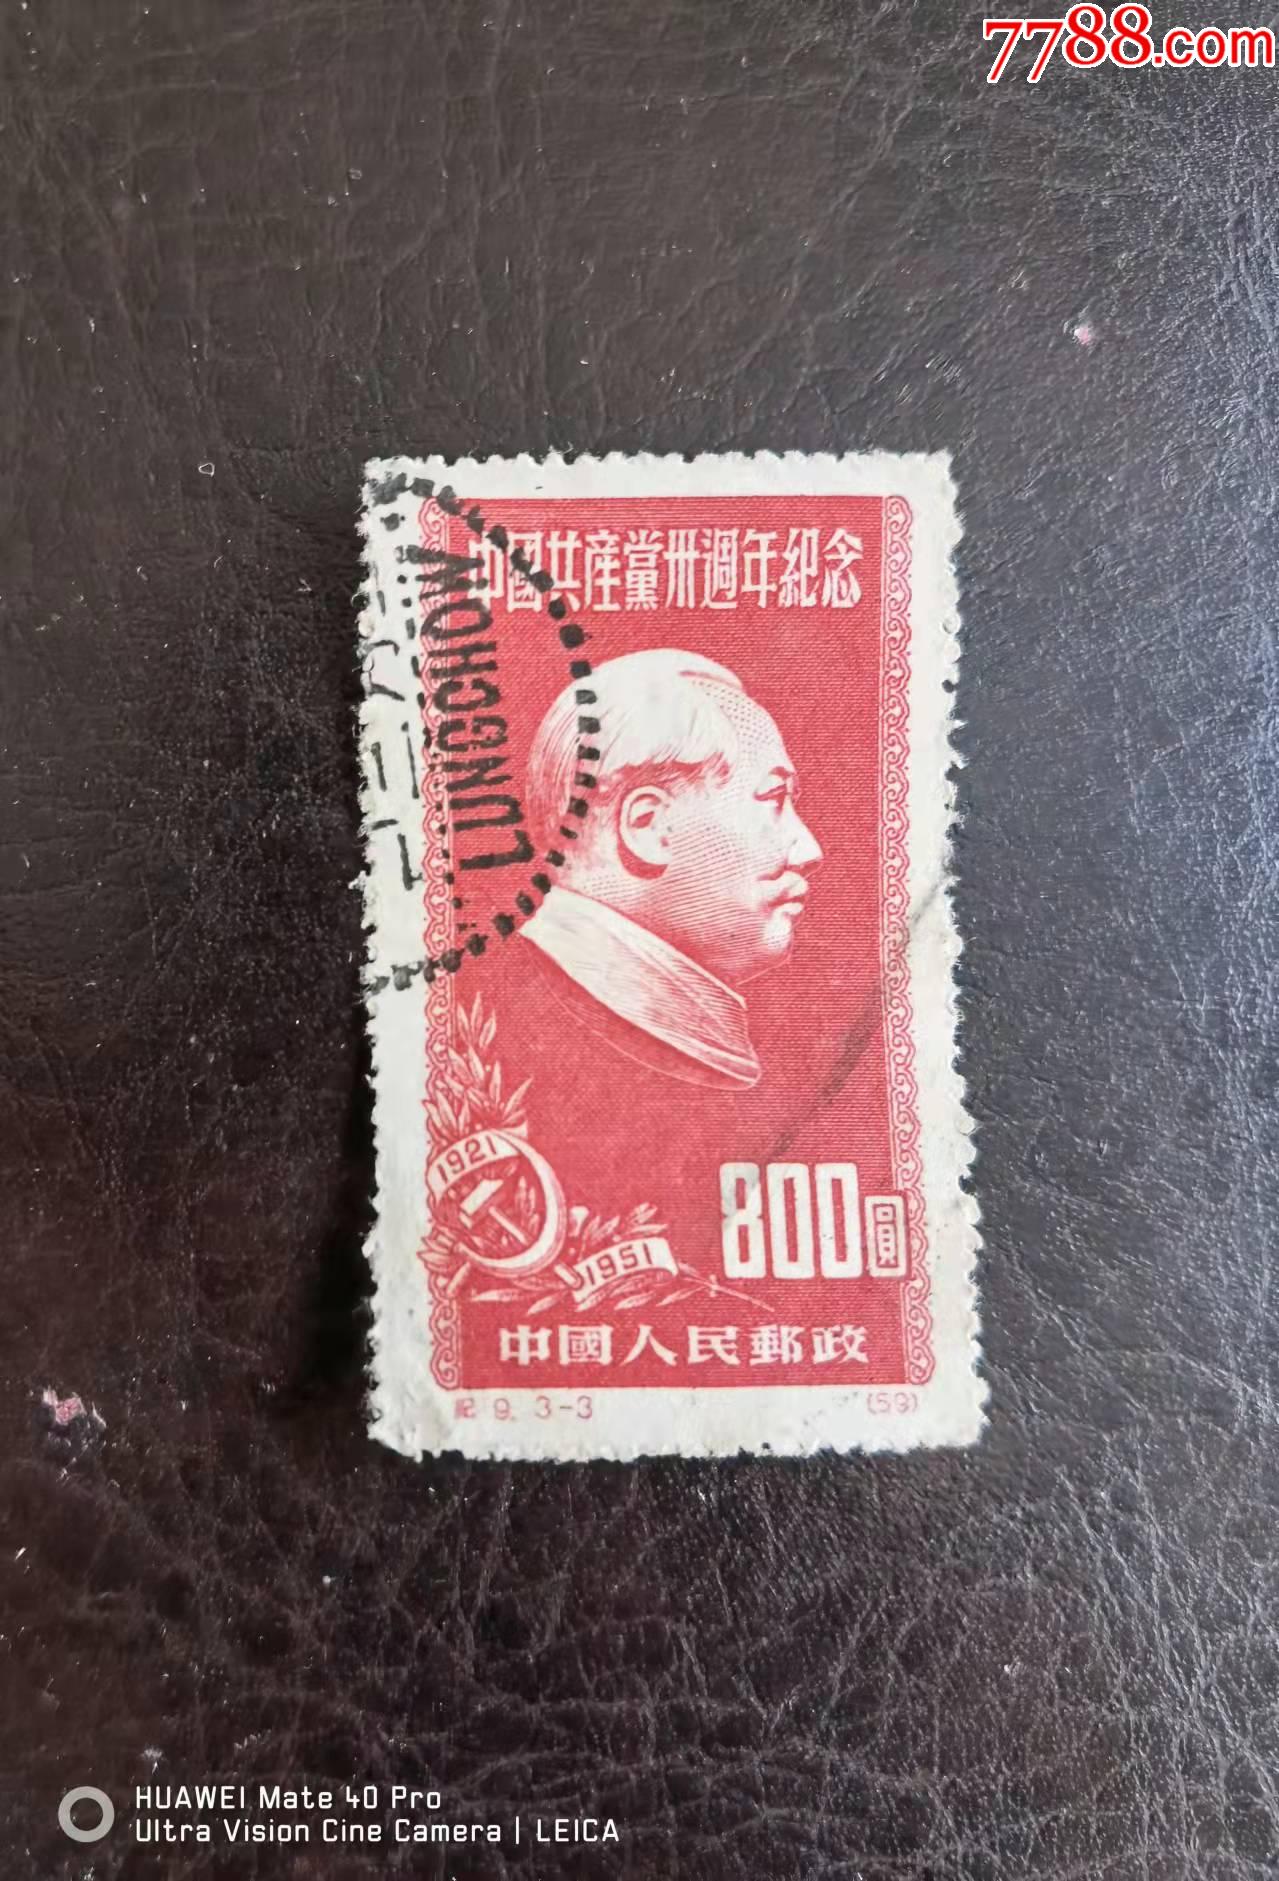 7788.com
中國共產黨卅週年紀念
LUNGCHOW
1921
1951
800圓
中國人民郵政
紀9. 3-3 (59)
HUAWEI Mate 40 Pro
Ultra Vision Cine Camera | LEICA